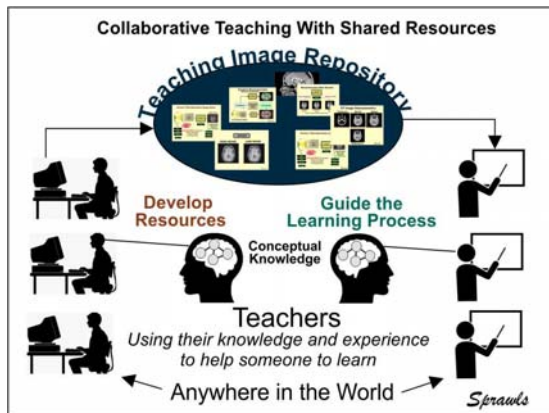 Collaborative Teaching With Shared Resources
Teaching Image Repository
Develop
Resources
Guide the
Learning Process
Conceptual
Knowledge
Teachers
Using their knowledge and experience
to help someone to learn
Anywhere in the World
Sprawls